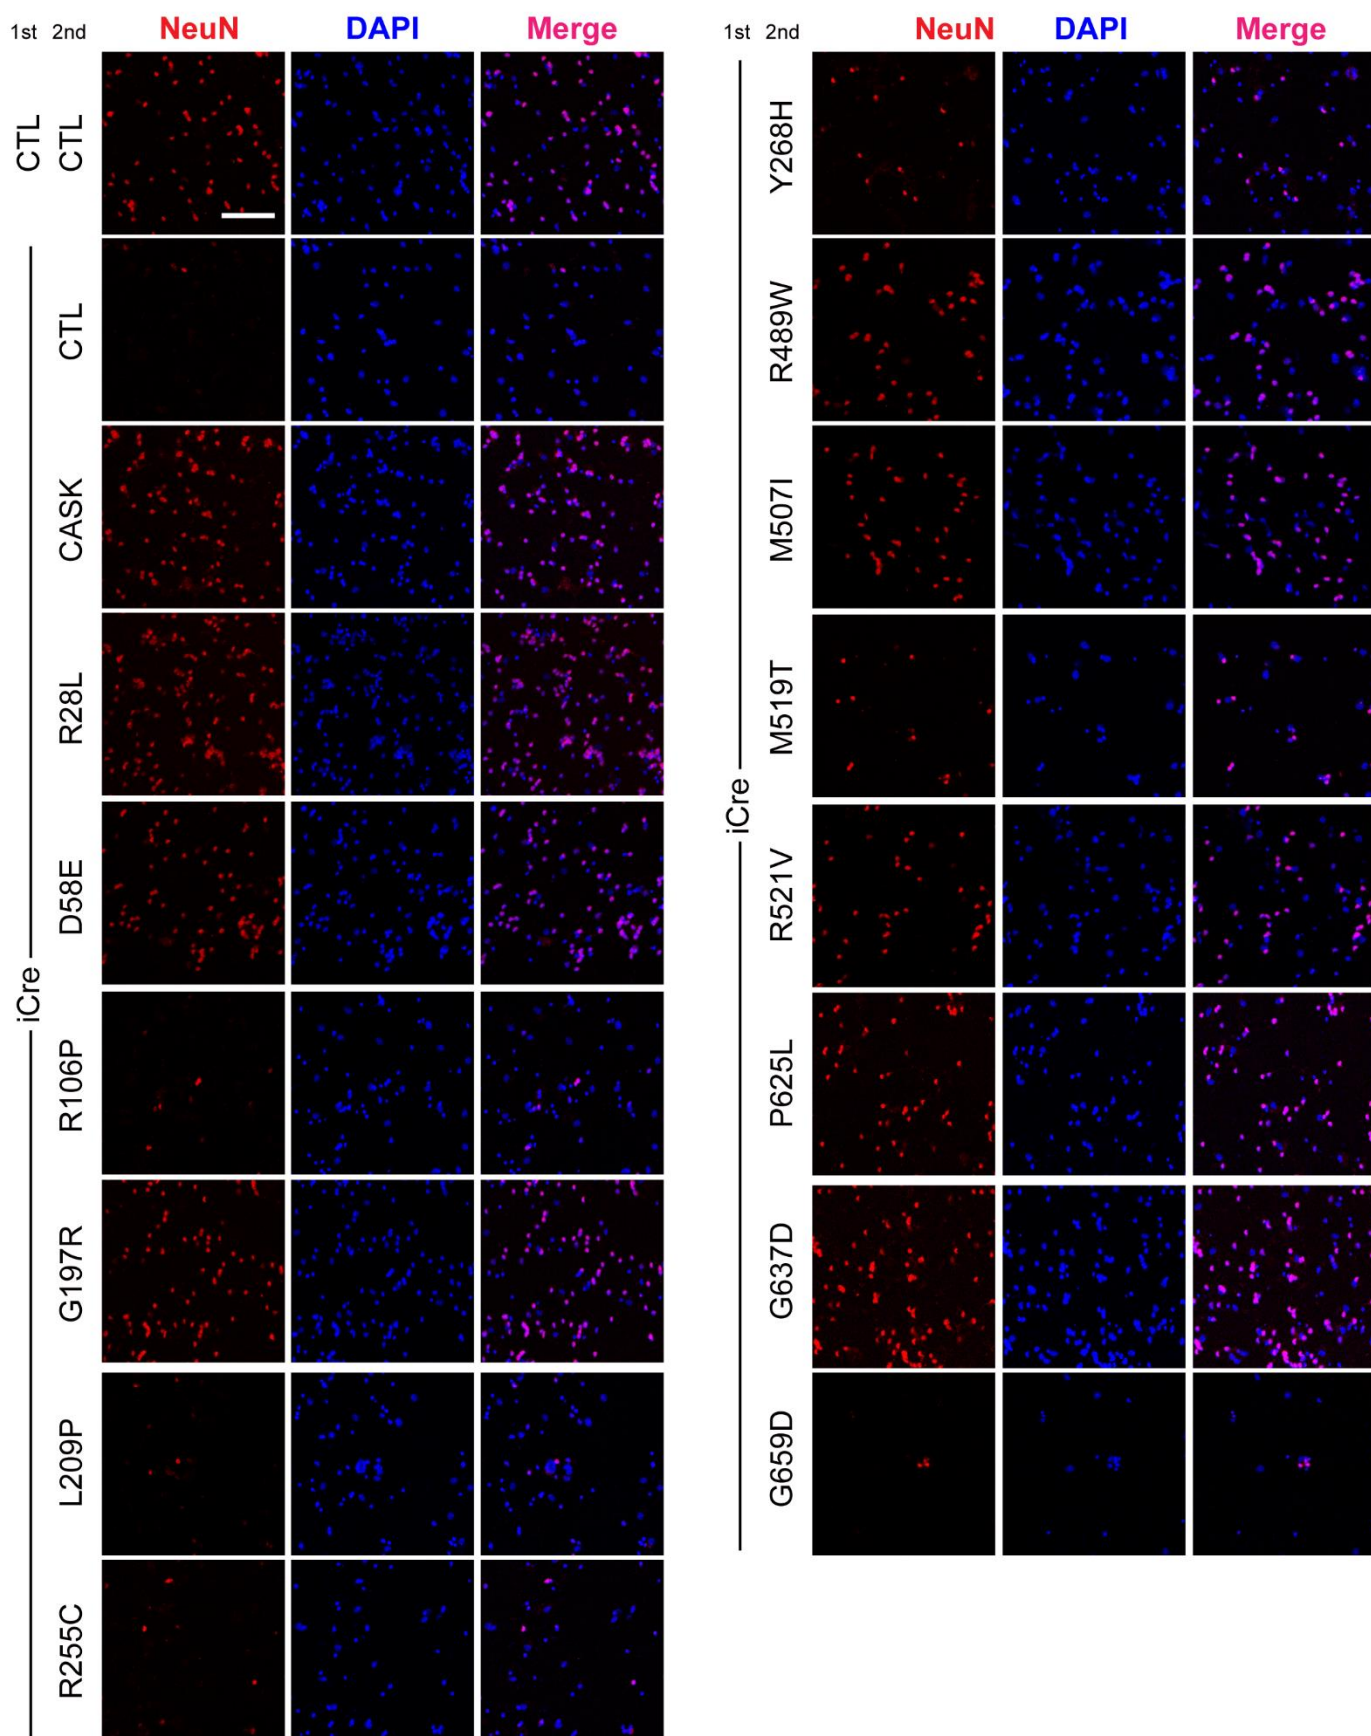 1st 2nd NeuN DAPI Merge
CTL CTL
iCre
CTL
CASK
R28L
D58E
R106P
G197R
L209P
R255C
1st 2nd NeuN DAPI Merge
iCre
Y268H
R489W
M507I
M519T
R521V
P625L
G637D
G659D